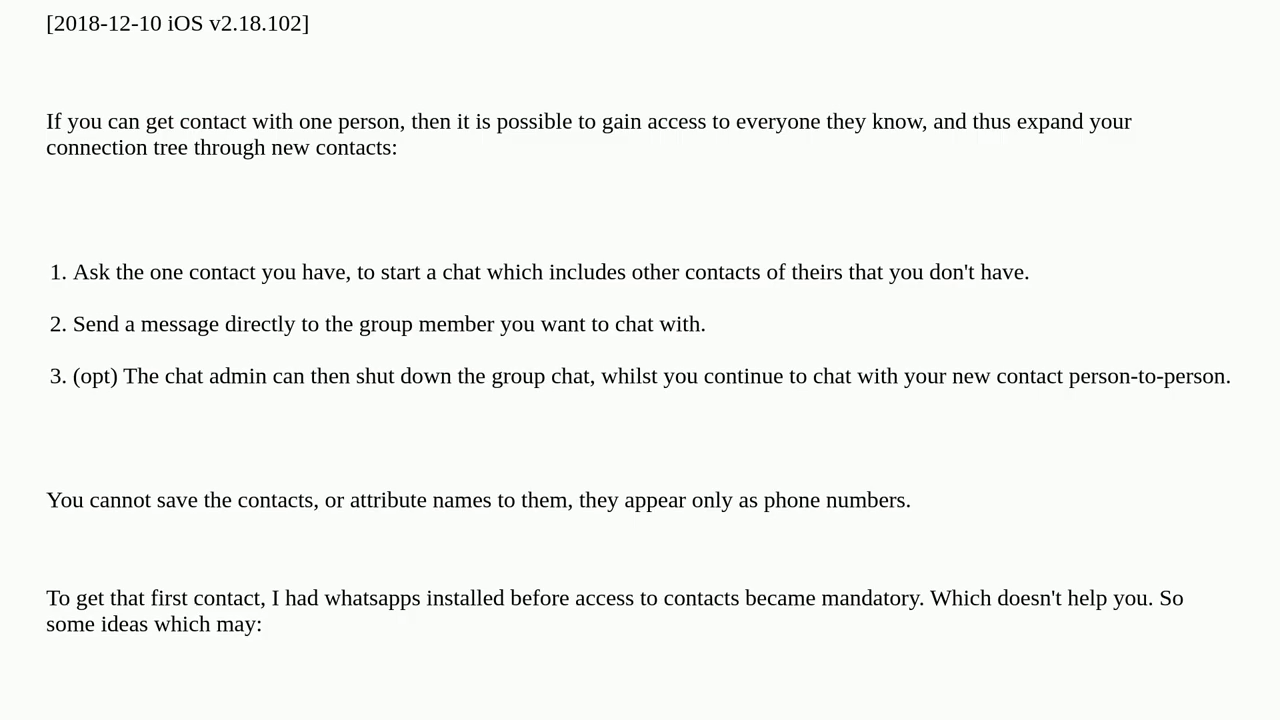 [2018-12-10 iOS v2.18.102]
If you can get contact with one person, then it is possible to gain access to everyone they know, and thus expand your
connection tree through new contacts:
1. Ask the one contact you have, to start a chat which includes other contacts of theirs that you don't have.
2. Send a message directly to the group member you want to chat with.
3. (opt) The chat admin can then shut down the group chat, whilst you continue to chat with your new contact person-to-person.
You cannot save the contacts, or attribute names to them, they appear only as phone numbers.
To get that first contact, I had whatsapps installed before access to contacts became mandatory. Which doesn't help you. So
some ideas which may: